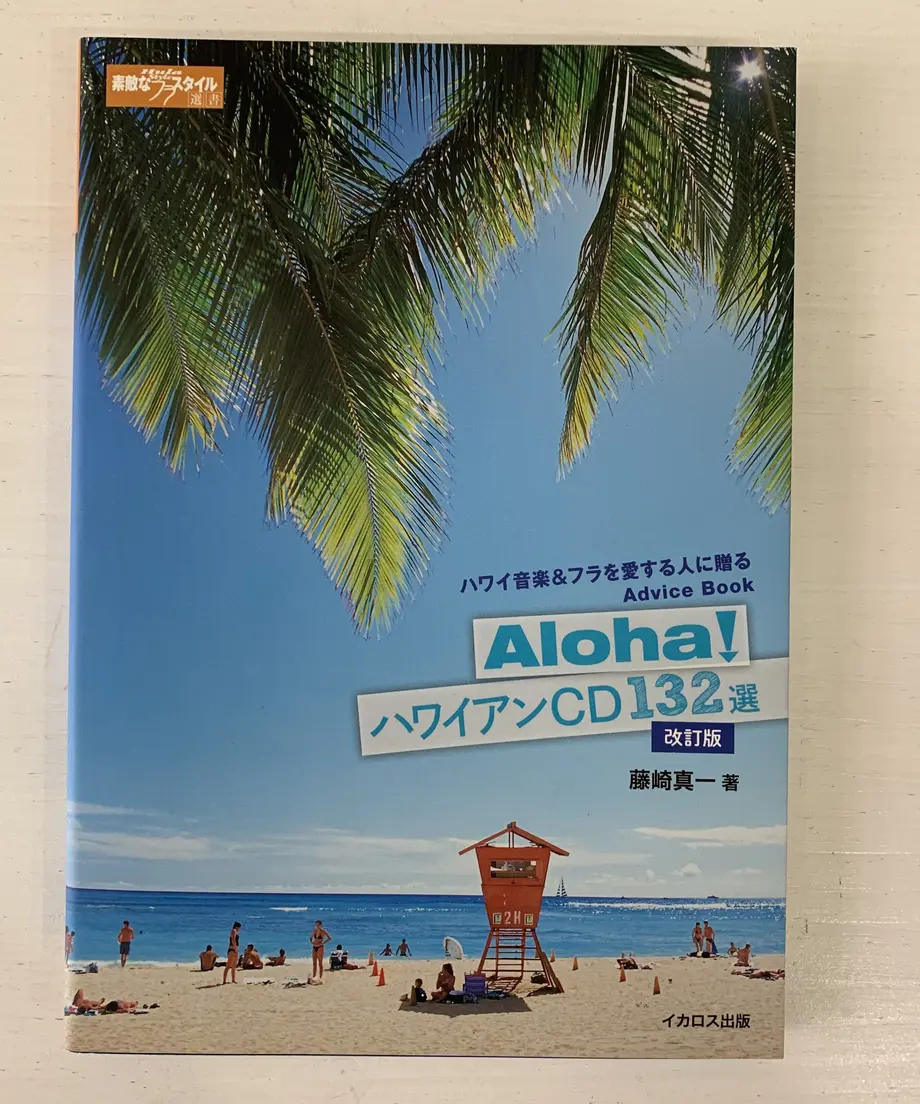 Hula
素敵なフラスタイル
選書
ハワイ音楽&フラを愛する人に贈る
Advice Book
Aloha!
ハワイアンCD132選
改訂版
藤崎真一 著
2H
イカロス出版